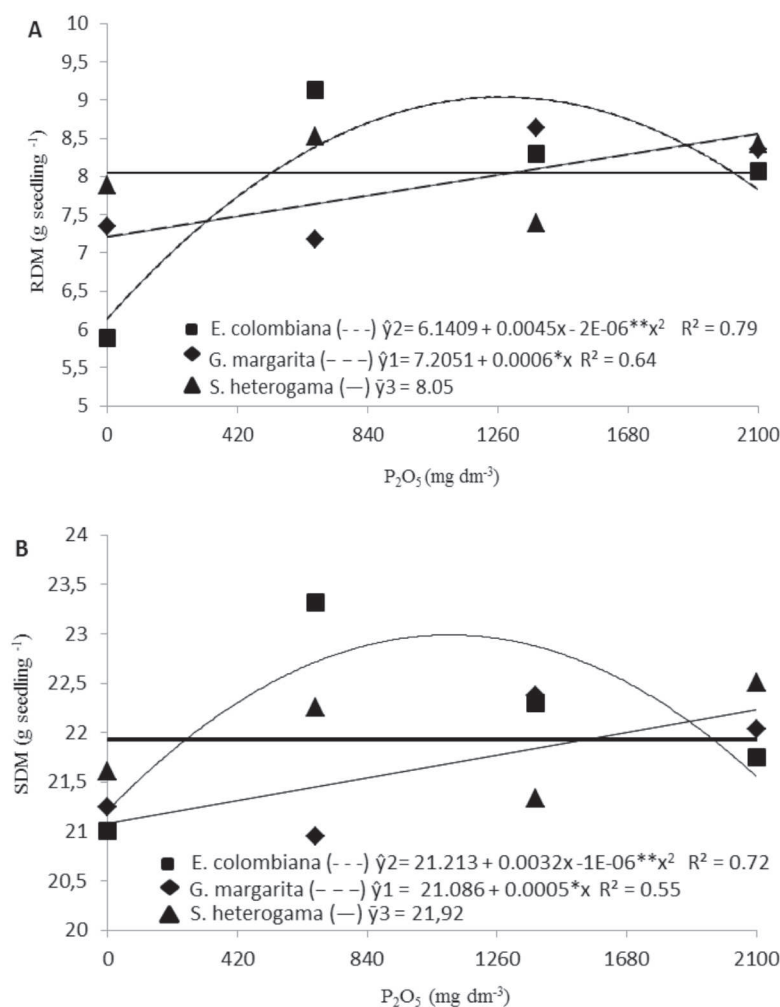 A
RDM (g seedling -1)
10
9,5
9
8,5
8
7,5
7
6,5
6
5,5
5
■ E. colombiana (- - -) ŷ2= 6.1409 + 0.0045x - 2E-06**x² R² = 0.79
◆ G. margarita (– – –) ŷ1= 7.2051 + 0.0006*x R² = 0.64
▲ S. heterogama (—) ȳ3 = 8.05
0 420 840 1260 1680 2100
P₂O₅ (mg dm⁻³)
B
SDM (g seedling -1)
24
23,5
23
22,5
22
21,5
21
20,5
20
■ E. colombiana (- - -) ŷ2= 21.213 + 0.0032x -1E-06**x² R² = 0.72
◆ G. margarita (– – –) ŷ1 = 21.086 + 0.0005*x R² = 0.55
▲ S. heterogama (—) ȳ3 = 21,92
0 420 840 1260 1680 2100
P₂O₅ (mg dm⁻³)